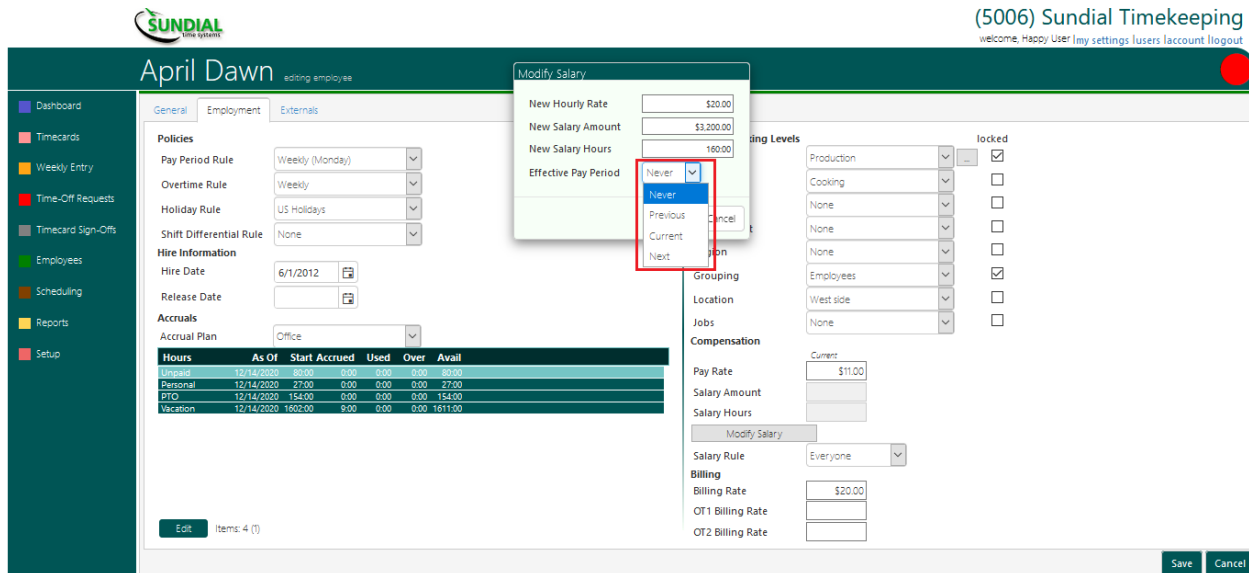 SUNDIAL
time systems
(5006) Sundial Timekeeping
welcome, Happy User |my settings |users |account |logout
April Dawn editing employee
Dashboard
Timecards
Weekly Entry
Time-Off Requests
Timecard Sign-Offs
Employees
Scheduling
Reports
Setup
General Employment Externals
Policies
Pay Period Rule Weekly (Monday)
Overtime Rule Weekly
Holiday Rule US Holidays
Shift Differential Rule None
Hire Information
Hire Date 6/1/2012
Release Date
Accruals
Accrual Plan Office
Hours As Of Start Accrued Used Over Avail
Unpaid 12/14/2020 80:00 0:00 0:00 0:00 80:00
Personal 12/14/2020 27:00 0:00 0:00 0:00 27:00
PTO 12/14/2020 154:00 0:00 0:00 0:00 154:00
Vacation 12/14/2020 1602:00 9:00 0:00 0:00 1611:00
Edit Items: 4 (1)
Modify Salary
New Hourly Rate $20.00
New Salary Amount $3,200.00
New Salary Hours 160:00
Effective Pay Period Never
Never
Previous
Current
Next
Cancel
king Levels locked
Production ...
Cooking
None
t None
gion None
Grouping Employees
Location West side
Jobs None
Compensation
Current
Pay Rate $11.00
Salary Amount
Salary Hours
Modify Salary
Salary Rule Everyone
Billing
Billing Rate $20.00
OT1 Billing Rate
OT2 Billing Rate
Save Cancel